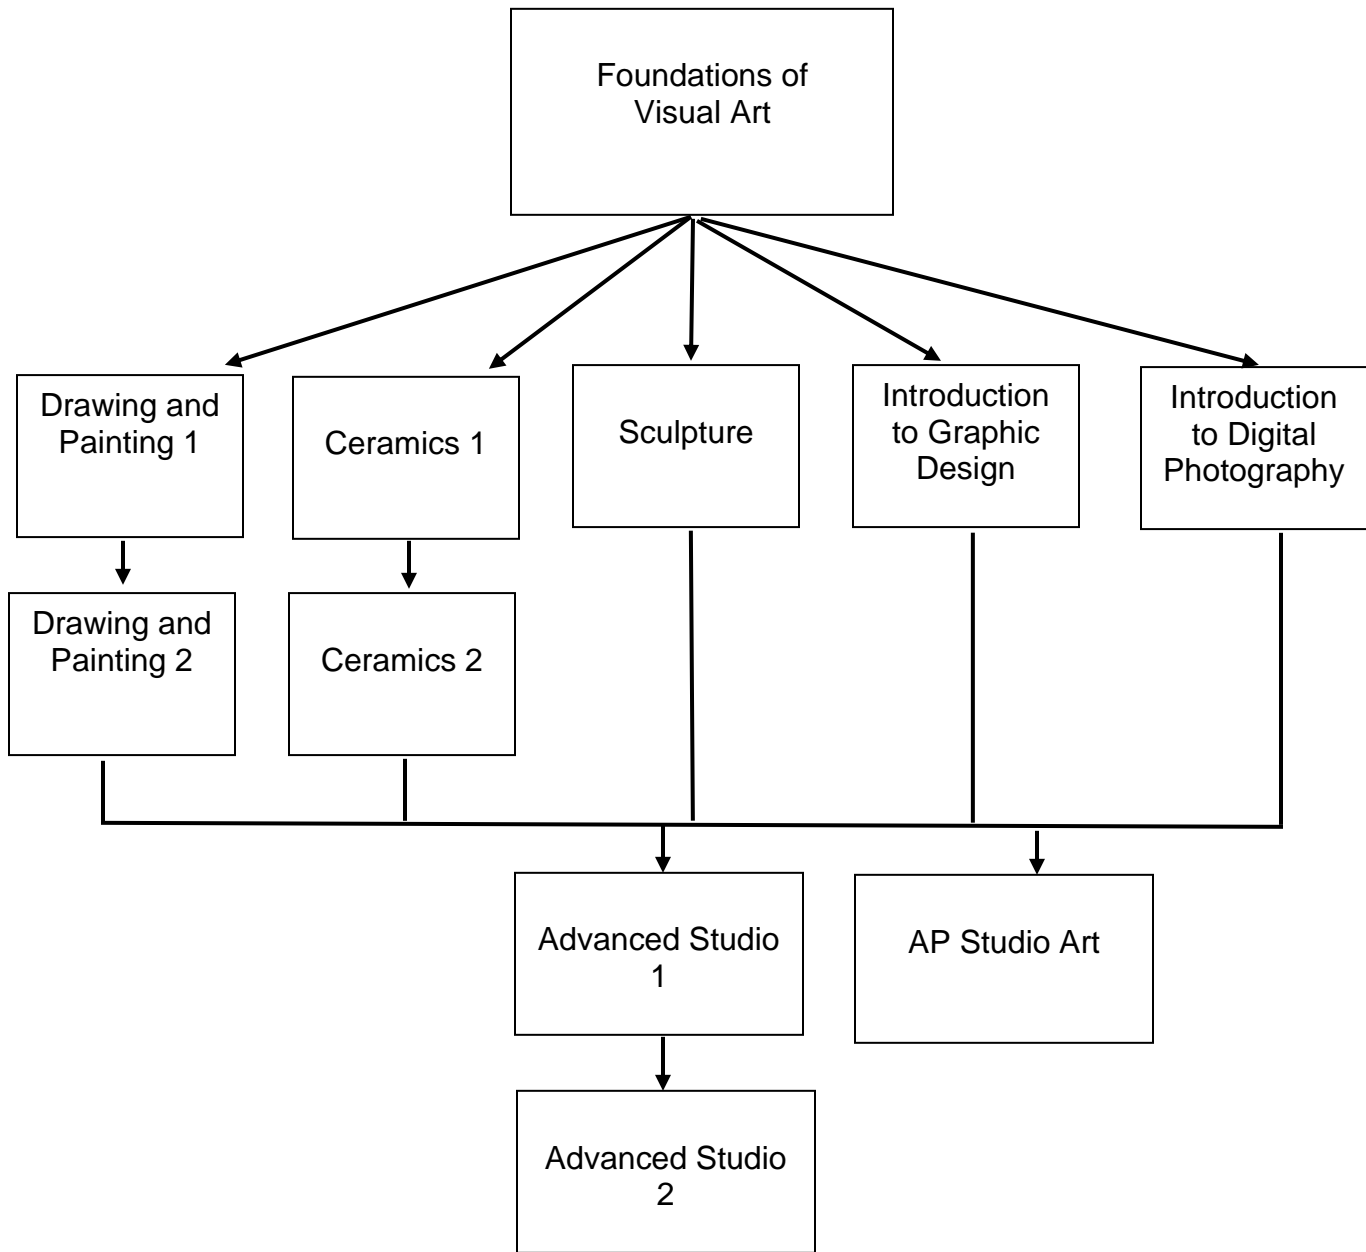 Foundations of
Visual Art
Drawing and
Painting 1
Ceramics 1
Sculpture
Introduction
to Graphic
Design
Introduction
to Digital
Photography
Drawing and
Painting 2
Ceramics 2
Advanced Studio
1
AP Studio Art
Advanced Studio
2